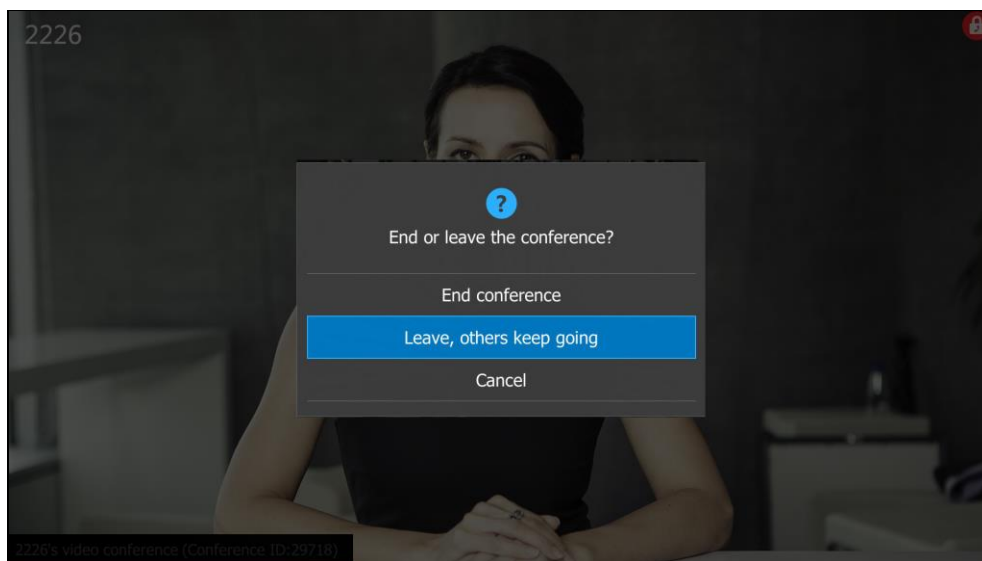 2226
?
End or leave the conference?
End conference
Leave, others keep going
Cancel
2226's video conference (Conference ID:29718)